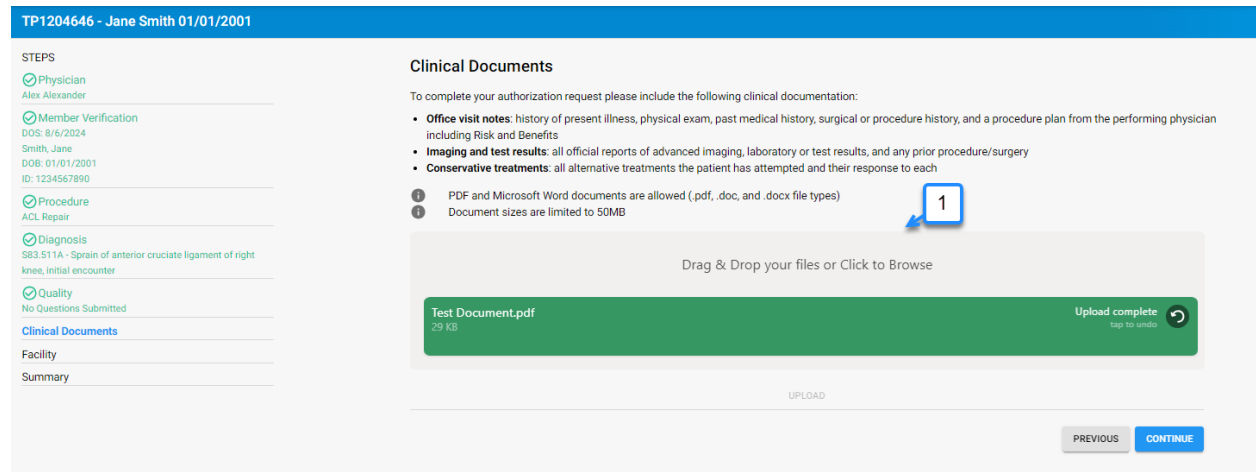 TP1204646 - Jane Smith 01/01/2001
STEPS
Physician
Alex Alexander
Member Verification
DOS: 8/6/2024
Smith, Jane
DOB: 01/01/2001
ID: 1234567890
Procedure
ACL Repair
Diagnosis
S83.511A - Sprain of anterior cruciate ligament of right
knee, initial encounter
Quality
No Questions Submitted
Clinical Documents
Facility
Summary
Clinical Documents
To complete your authorization request please include the following clinical documentation:
• Office visit notes: history of present illness, physical exam, past medical history, surgical or procedure history, and a procedure plan from the performing physician
including Risk and Benefits
• Imaging and test results: all official reports of advanced imaging, laboratory or test results, and any prior procedure/surgery
• Conservative treatments: all alternative treatments the patient has attempted and their response to each
PDF and Microsoft Word documents are allowed (.pdf, .doc, and .docx file types)
Document sizes are limited to 50MB
1
Drag & Drop your files or Click to Browse
Test Document.pdf
29 KB
Upload complete
tap to undo
UPLOAD
PREVIOUS
CONTINUE